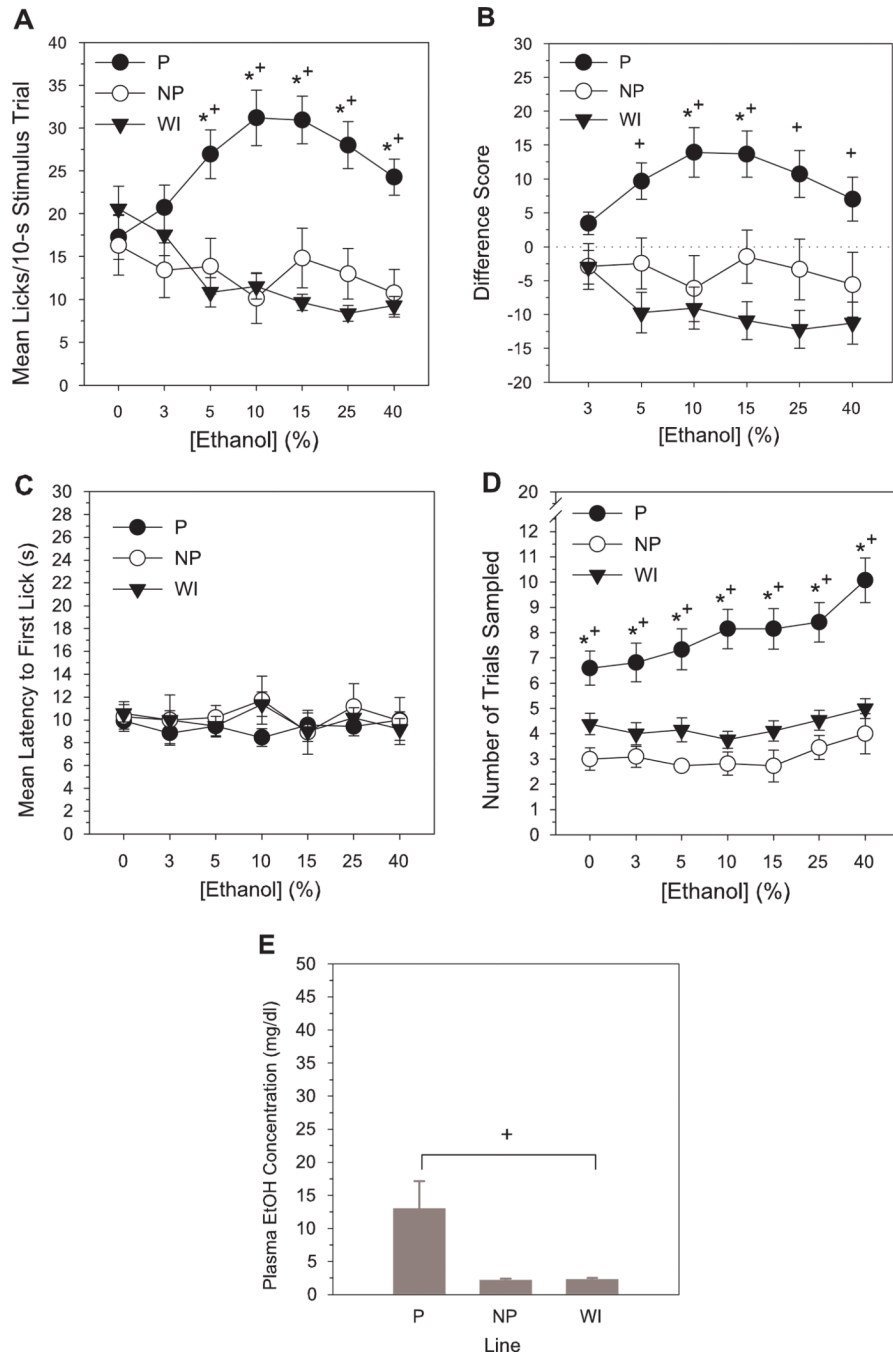 A
Mean Licks/10-s Stimulus Trial
40
35
30
25
20
15
10
5
0
P
NP
WI
*+
*+
*+
*+
*+
0 3 5 10 15 25 40
[Ethanol] (%)
B
Difference Score
30
25
20
15
10
5
0
-5
-10
-15
-20
P
NP
WI
+
*+
*+
+
+
3 5 10 15 25 40
[Ethanol] (%)
C
Mean Latency to First Lick (s)
30
28
26
24
22
20
18
16
14
12
10
8
6
4
2
0
P
NP
WI
0 3 5 10 15 25 40
[Ethanol] (%)
D
Number of Trials Sampled
20
12
11
10
9
8
7
6
5
4
3
2
1
0
P
NP
WI
*+
*+
*+
*+
*+
*+
*+
0 3 5 10 15 25 40
[Ethanol] (%)
E
Plasma EtOH Concentration (mg/dl)
50
45
40
35
30
25
20
15
10
5
0
+
P NP WI
Line